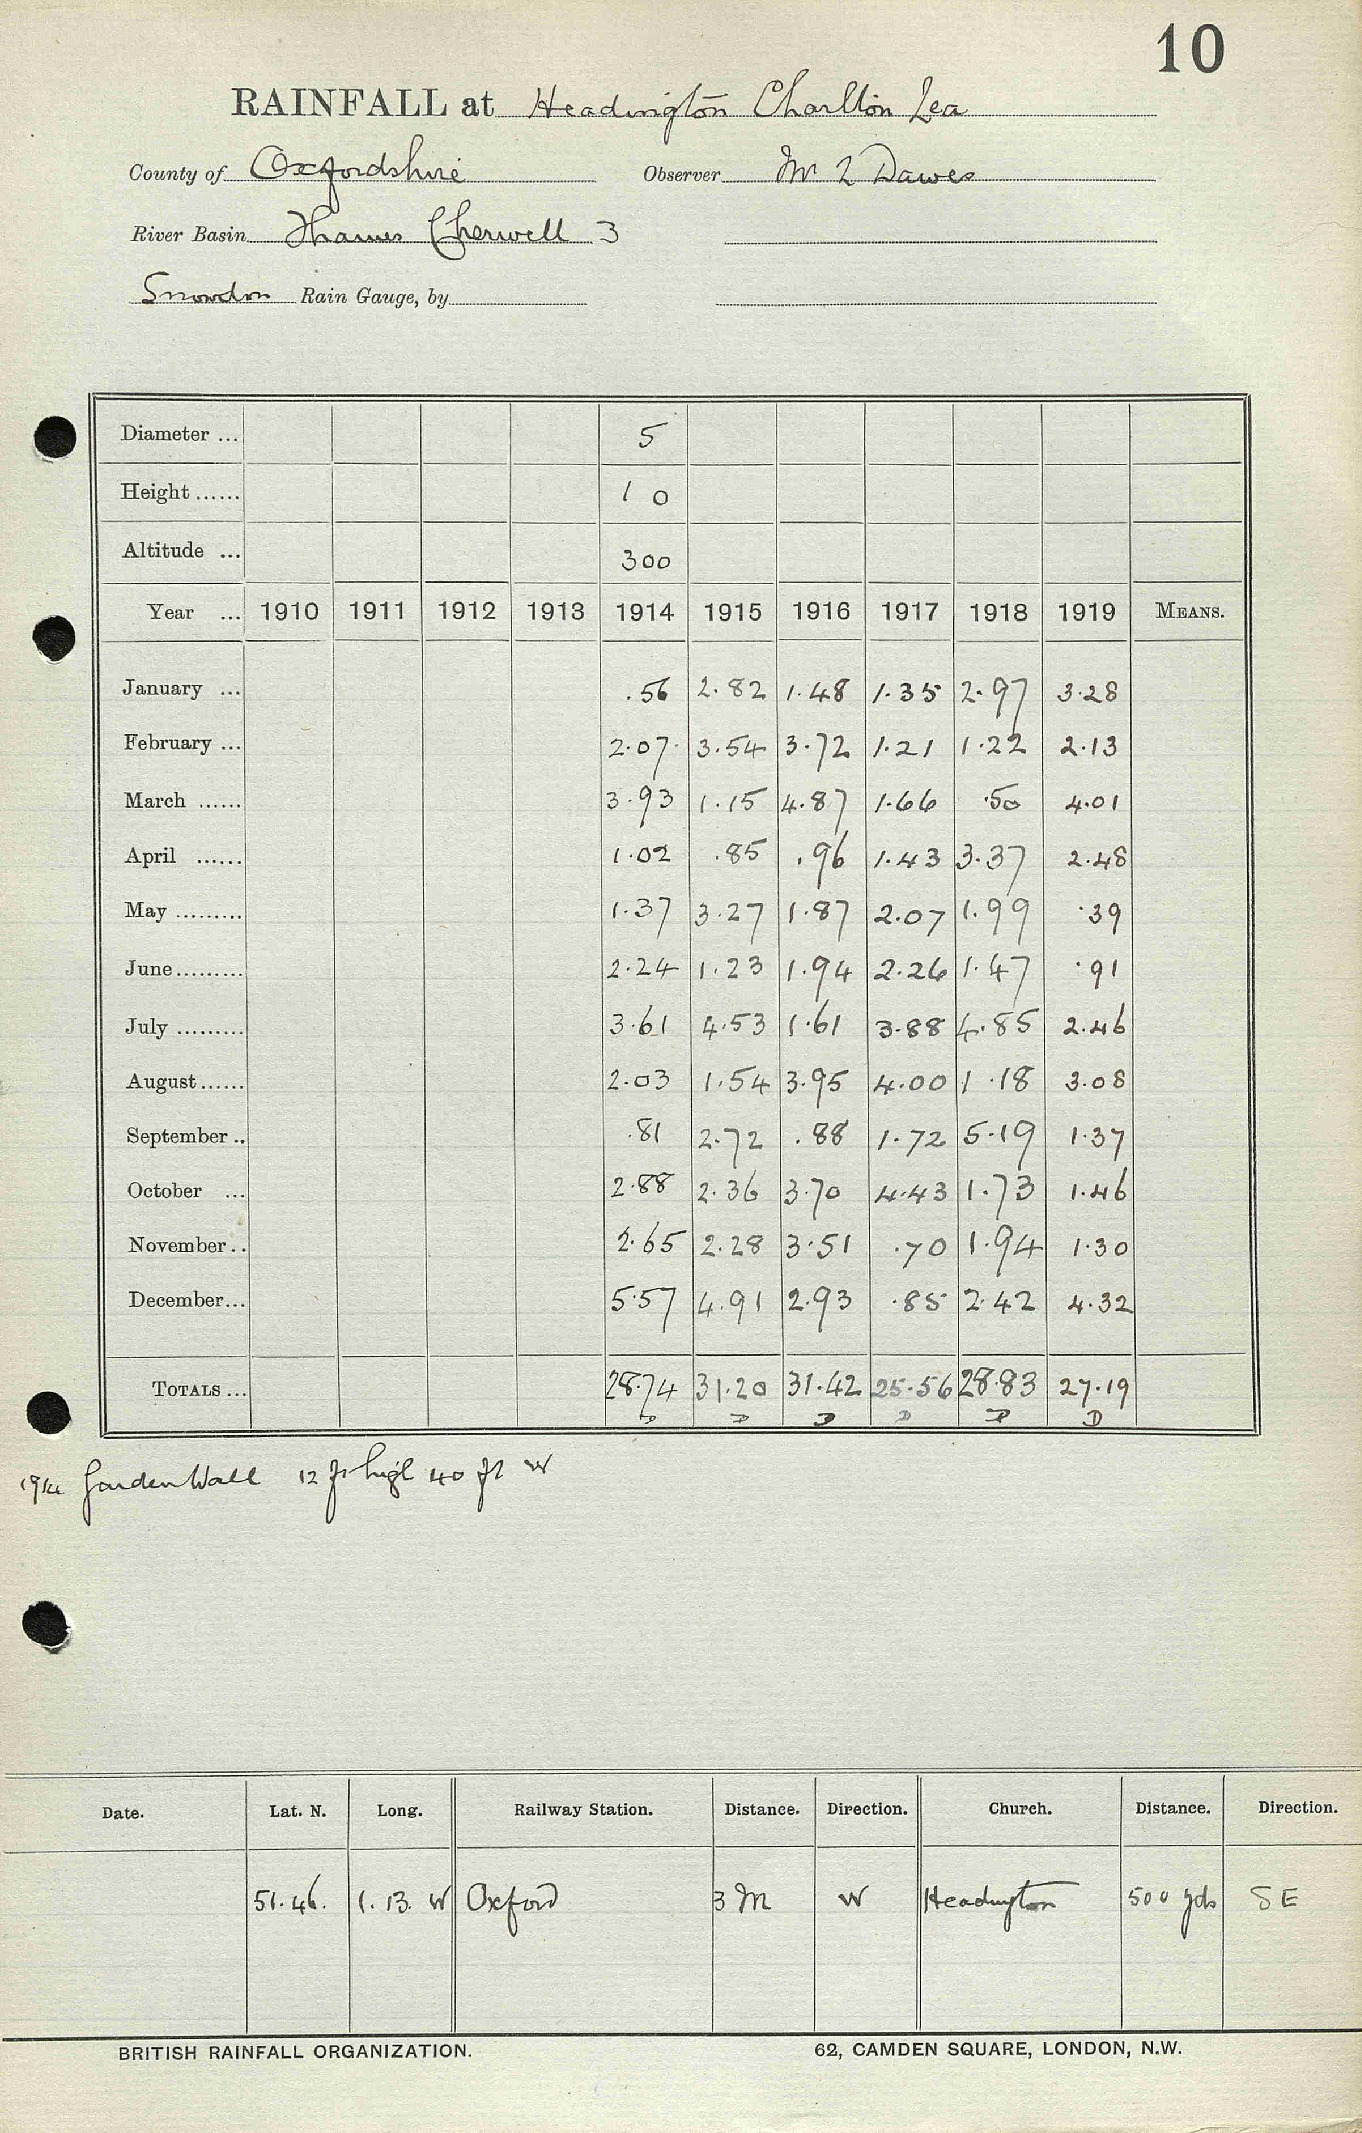 10
RAINFALL at Headington Charlton Lea
County of Oxfordshire Observer Mr L Dawes
River Basin Thames Cherwell 3
Snowdon Rain Gauge, by
Diameter ... 5
Height ...... 1 0
Altitude ... 300
Year ... 1910 1911 1912 1913 1914 1915 1916 1917 1918 1919 MEANS.
January ... .56 2.82 1.48 1.35 2.97 3.28
February ... 2.07 3.54 3.72 1.21 1.22 2.13
March ...... 3.93 1.15 4.87 1.66 .50 4.01
April ...... 1.02 .85 .96 1.43 3.37 2.48
May ......... 1.37 3.27 1.87 2.07 1.99 .39
June......... 2.24 1.23 1.94 2.26 1.47 .91
July ......... 3.61 4.53 1.61 3.88 4.85 2.46
August...... 2.03 1.54 3.95 4.00 1.18 3.08
September .. .81 2.72 .88 1.72 5.19 1.37
October ... 2.88 2.36 3.70 4.43 1.73 1.46
November.. 2.65 2.28 3.51 .70 1.94 1.30
December... 5.57 4.91 2.93 .85 2.42 4.32
TOTALS ... 28.74 31.20 31.42 25.56 28.83 27.19
D D D D D D
1914 Garden Wall 12 ft high 40 ft W
Date. Lat. N. Long. Railway Station. Distance. Direction. Church. Distance. Direction.
51.46. 1.13. W Oxford 3 M W Headington 500 yds S E
BRITISH RAINFALL ORGANIZATION. 62, CAMDEN SQUARE, LONDON, N.W.